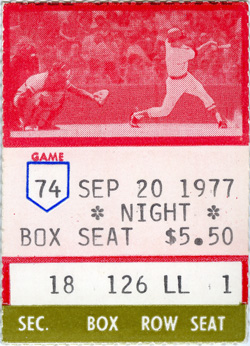 GAME
74 SEP 20 1977
* NIGHT *
BOX SEAT $5.50
18 126 LL 1
SEC. BOX ROW SEAT